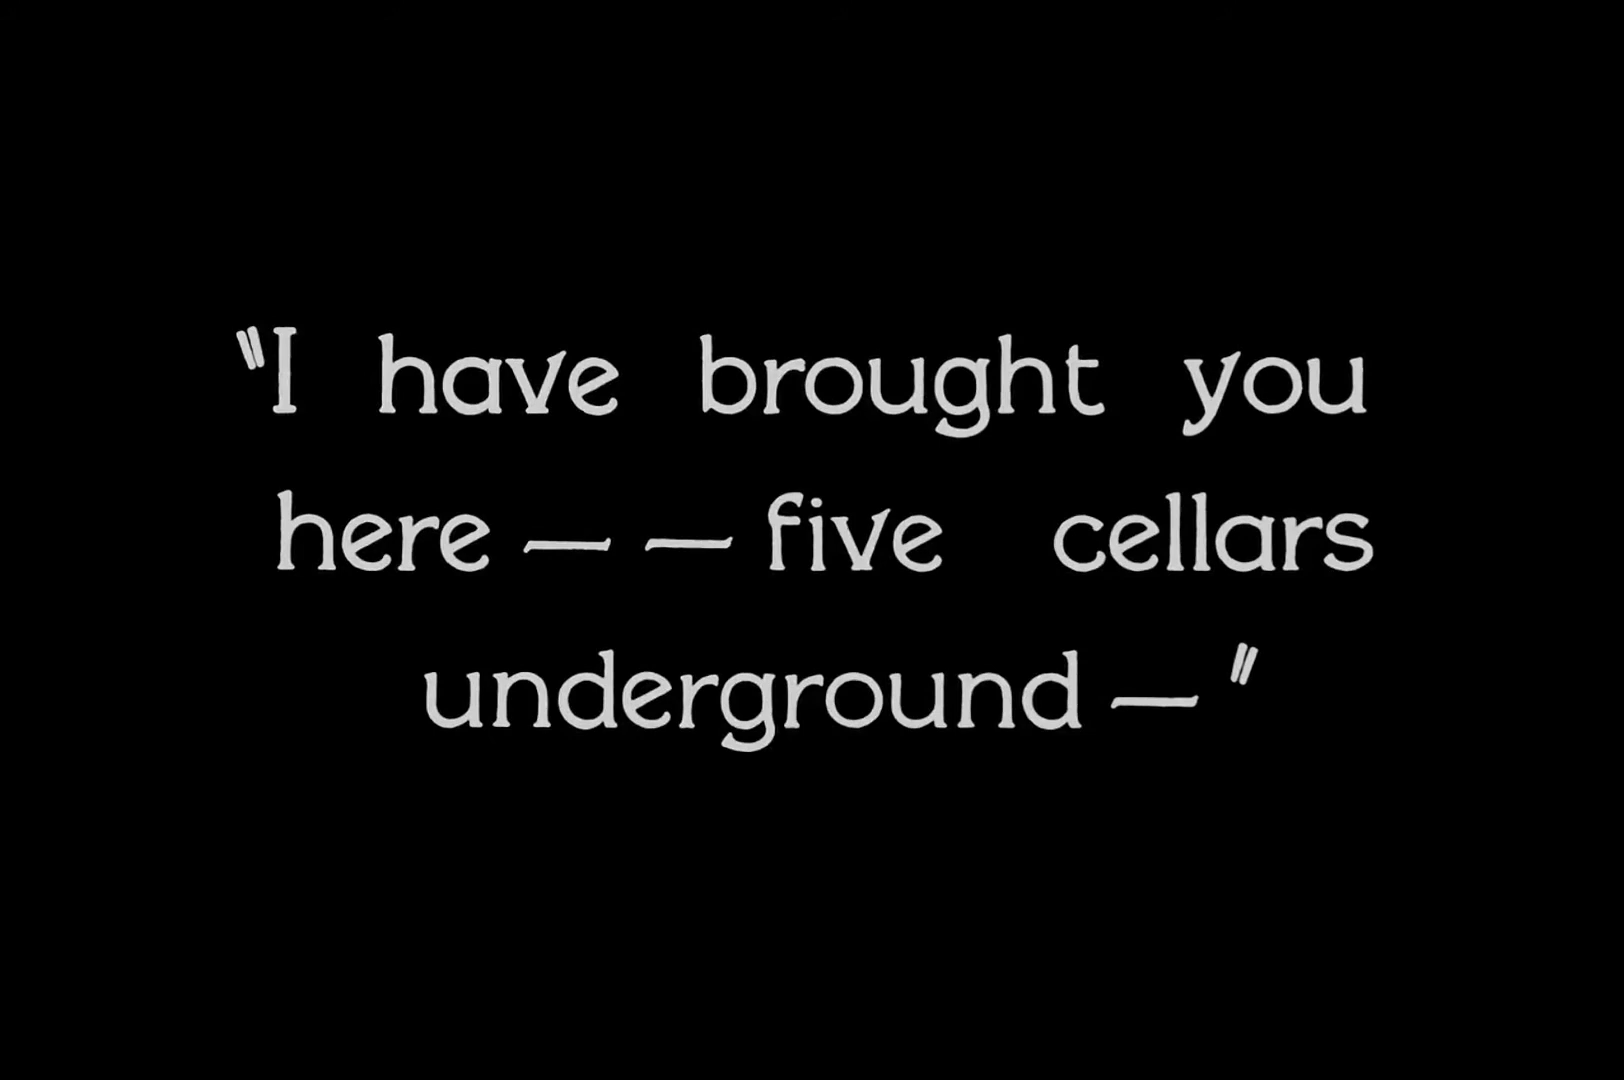 "I have brought you
here — — five cellars
underground — "